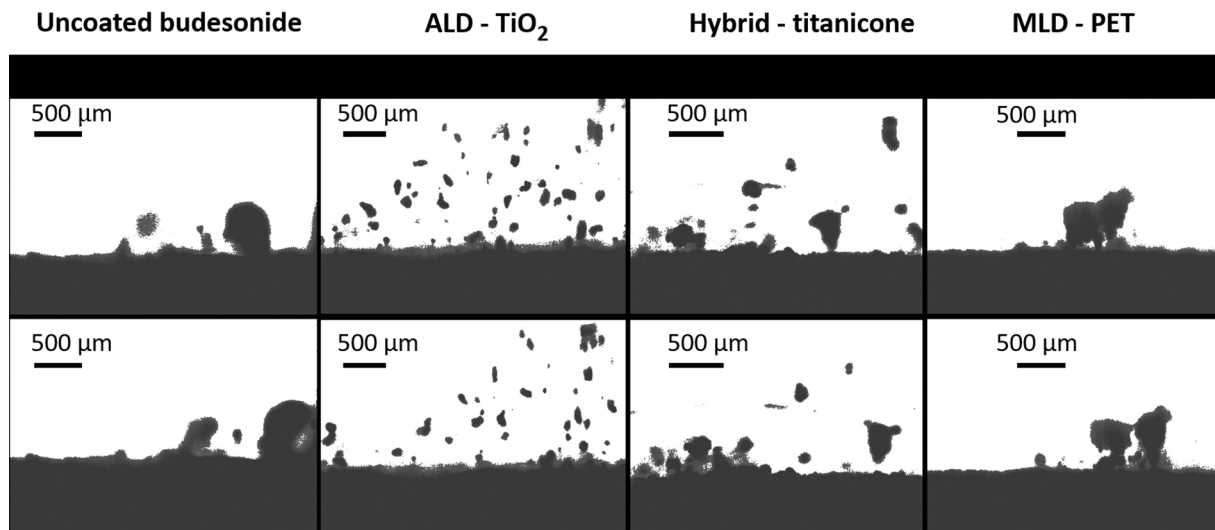 Uncoated budesonide
ALD - TiO₂
Hybrid - titanicone
MLD - PET
500 µm
500 µm
500 µm
500 µm
500 µm
500 µm
500 µm
500 µm